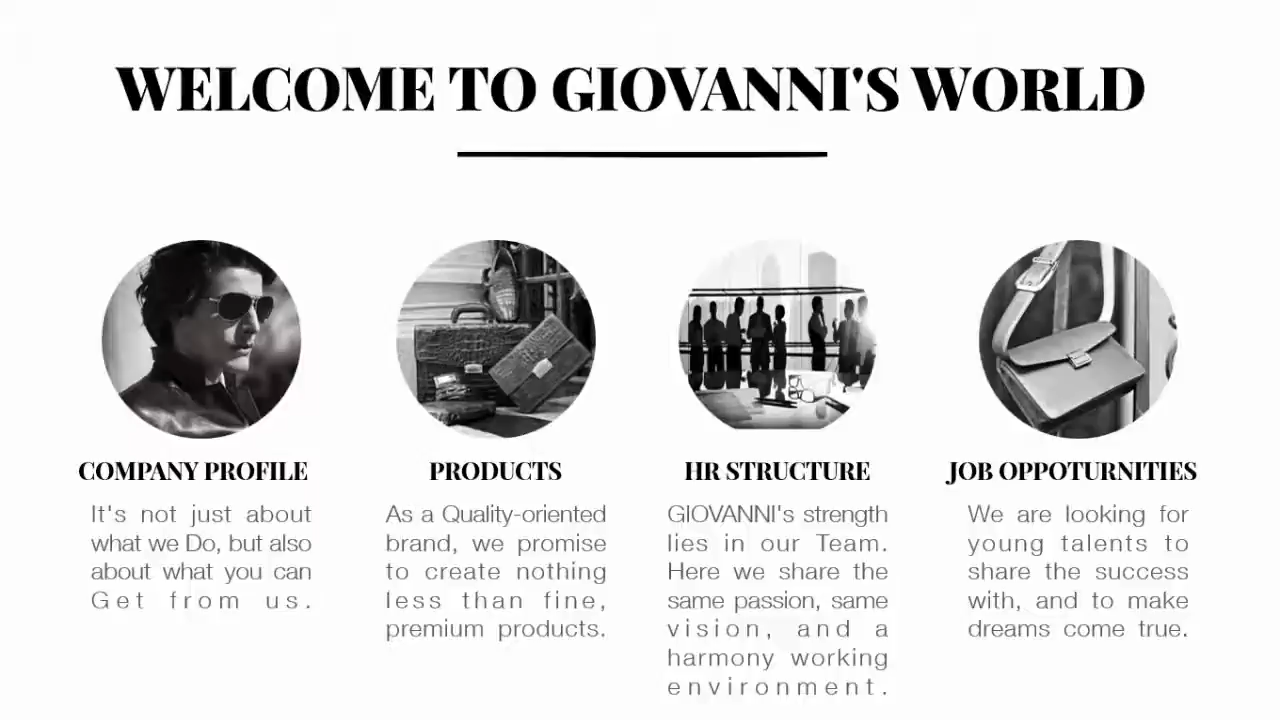 WELCOME TO GIOVANNI'S WORLD
COMPANY PROFILE
It's not just about
what we Do, but also
about what you can
Get from us.
PRODUCTS
As a Quality-oriented
brand, we promise
to create nothing
less than fine,
premium products.
HR STRUCTURE
GIOVANNI's strength
lies in our Team.
Here we share the
same passion, same
vision, and a
harmony working
environment.
JOB OPPOTURNITIES
We are looking for
young talents to
share the success
with, and to make
dreams come true.